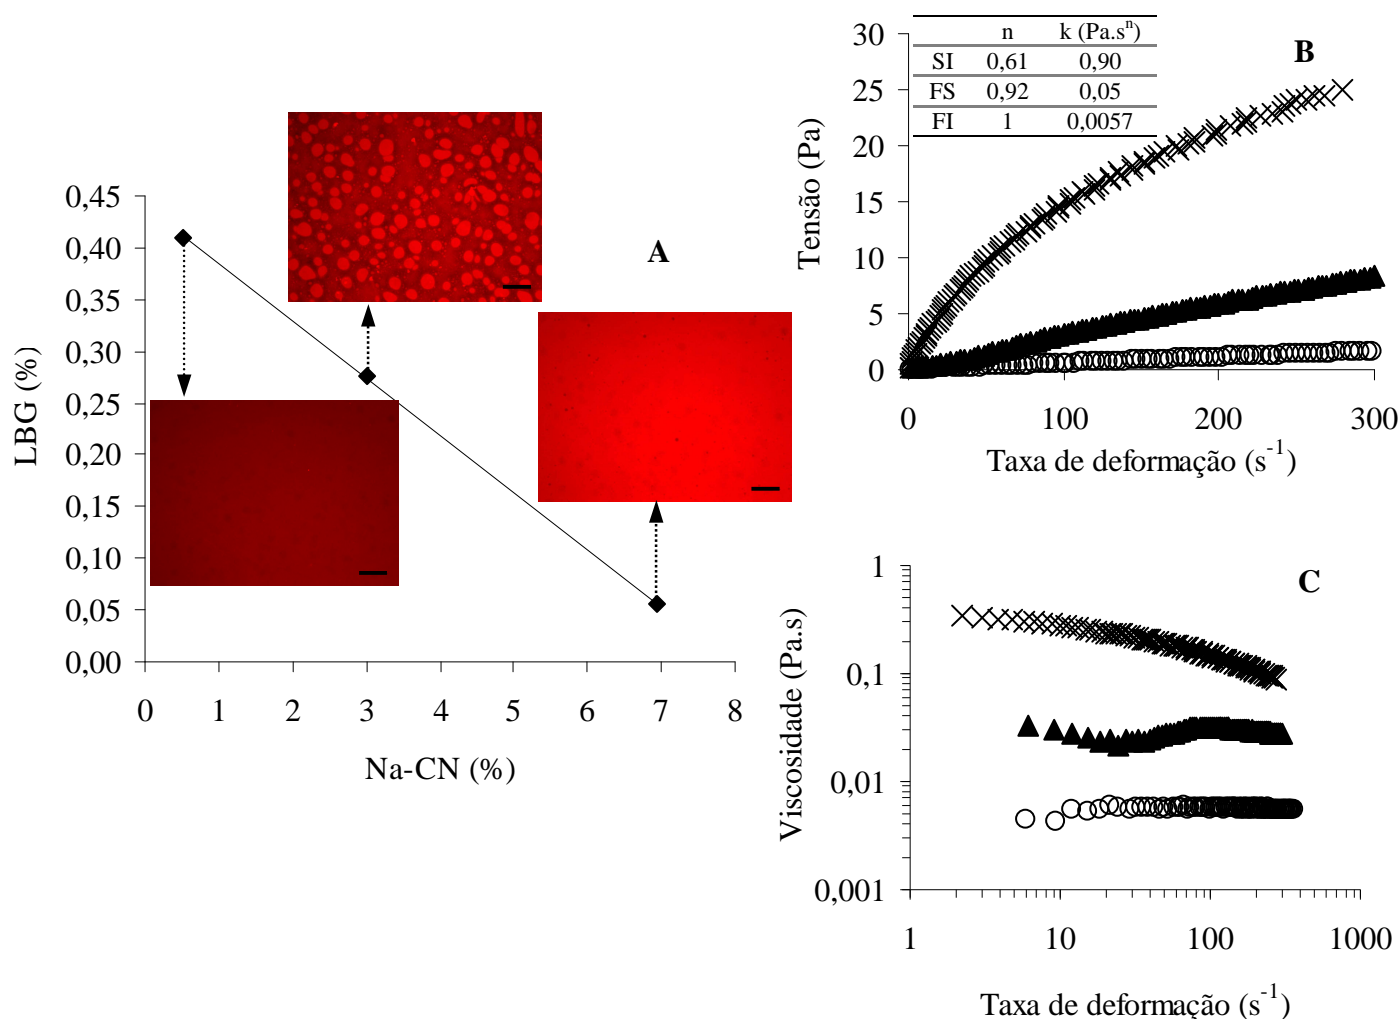 A
LBG (%)
0,45
0,40
0,35
0,30
0,25
0,20
0,15
0,10
0,05
0,00
0 1 2 3 4 5 6 7 8
Na-CN (%)
B
n k (Pa.sⁿ)
SI 0,61 0,90
FS 0,92 0,05
FI 1 0,0057
Tensão (Pa)
30
25
20
15
10
5
0
0 100 200 300
Taxa de deformação (s⁻¹)
C
Viscosidade (Pa.s)
1
0,1
0,01
0,001
1 10 100 1000
Taxa de deformação (s⁻¹)